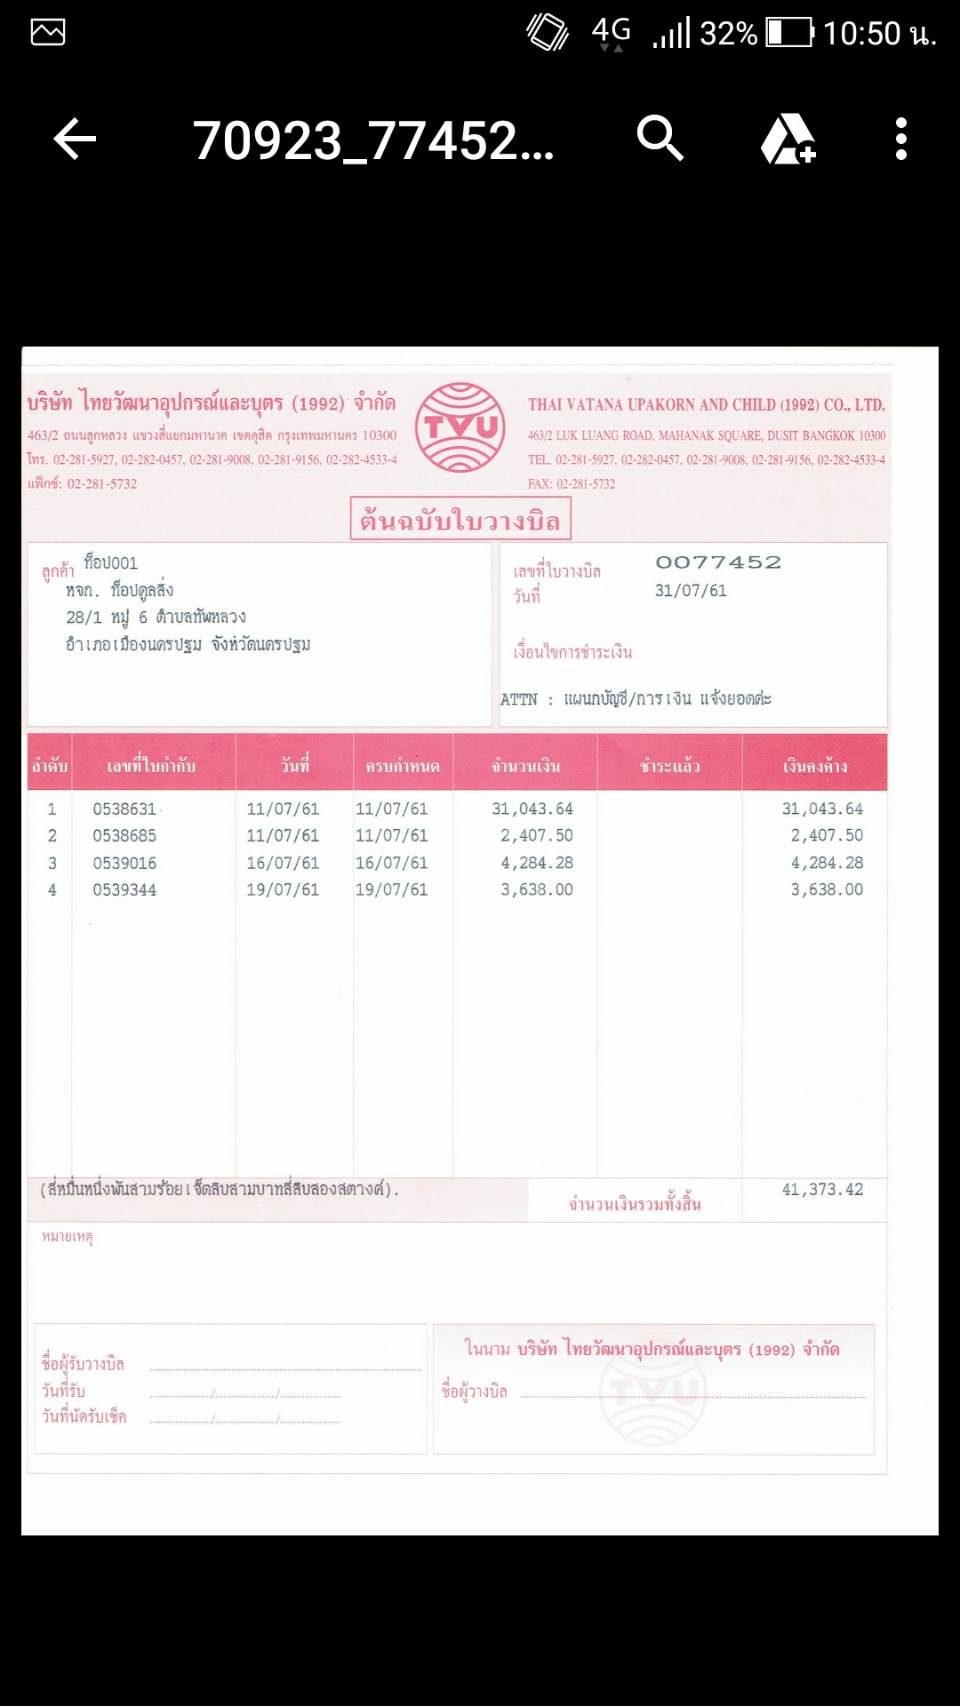 4G 32% 10:50 น.
70923_77452...
บริษัท ไทยวัฒนาอุปกรณ์และบุตร (1992) จำกัด
463/2 ถนนลูกหลวง แขวงสี่แยกมหานาค เขตดุสิต กรุงเทพมหานคร 10300
โทร. 02-281-5927, 02-282-0457, 02-281-9008, 02-281-9156, 02-282-4533-4
แฟ็กซ์: 02-281-5732
TVU
THAI VATANA UPAKORN AND CHILD (1992) CO., LTD.
463/2 LUK LUANG ROAD, MAHANAK SQUARE, DUSIT BANGKOK 10300
TEL. 02-281-5927, 02-282-0457, 02-281-9008, 02-281-9156, 02-282-4533-4
FAX: 02-281-5732
ต้นฉบับใบวางบิล
ลูกค้า ท็อป001
หจก. ท็อปดูลลิ่ง
28/1 หมู่ 6 ตำบลทัพหลวง
อำเภอเมืองนครปฐม จังหวัดนครปฐม
เลขที่ใบวางบิล 0077452
วันที่ 31/07/61
เงื่อนไขการชำระเงิน
ATTN : แผนกบัญชี/การเงิน แจ้งยอดค่ะ
ลำดับ เลขที่ใบกำกับ วันที่ ครบกำหนด จำนวนเงิน ชำระแล้ว เงินคงค้าง
1 0538631 11/07/61 11/07/61 31,043.64 31,043.64
2 0538685 11/07/61 11/07/61 2,407.50 2,407.50
3 0539016 16/07/61 16/07/61 4,284.28 4,284.28
4 0539344 19/07/61 19/07/61 3,638.00 3,638.00
(สี่หมื่นหนึ่งพันสามร้อยเจ็ดสิบสามบาทสี่สิบสองสตางค์).
จำนวนเงินรวมทั้งสิ้น 41,373.42
หมายเหตุ
ชื่อผู้รับวางบิล
วันที่รับ ...../...../.....
วันที่นัดรับเช็ค ...../...../.....
ในนาม บริษัท ไทยวัฒนาอุปกรณ์และบุตร (1992) จำกัด
ชื่อผู้วางบิล
TVU